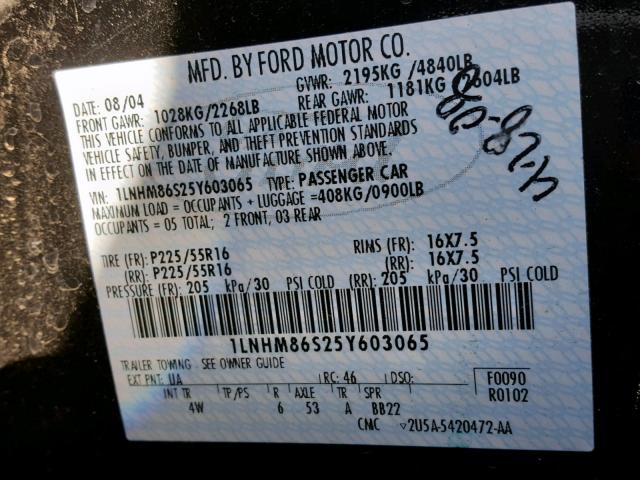 MFD. BY FORD MOTOR CO.
DATE: 08/04 GVWR: 2195KG /4840LB
FRONT GAWR: 1028KG/2268LB REAR GAWR: 1181KG /2604LB
THIS VEHICLE CONFORMS TO ALL APPLICABLE FEDERAL MOTOR
VEHICLE SAFETY, BUMPER, AND THEFT PREVENTION STANDARDS
IN EFFECT ON THE DATE OF MANUFACTURE SHOWN ABOVE.
VIN: 1LNHM86S25Y603065 TYPE: PASSENGER CAR
MAXIMUM LOAD = OCCUPANTS + LUGGAGE =408KG/0900LB
OCCUPANTS = 05 TOTAL; 2 FRONT, 03 REAR
TIRE (FR): P225/55R16 RIMS (FR): 16X7.5
(RR): P225/55R16 (RR): 16X7.5
PRESSURE (FR): 205 kPa/30 PSI COLD (RR): 205 kPa/30 PSI COLD
1LNHM86S25Y603065
TRAILER TOWING - SEE OWNER GUIDE
EXT PNT: UA RC: 46 DSO: F0090
R0102
INT TR TP/PS R AXLE TR SPR
4W 6 53 A BB22
CMC ▽2U5A-5420472-AA